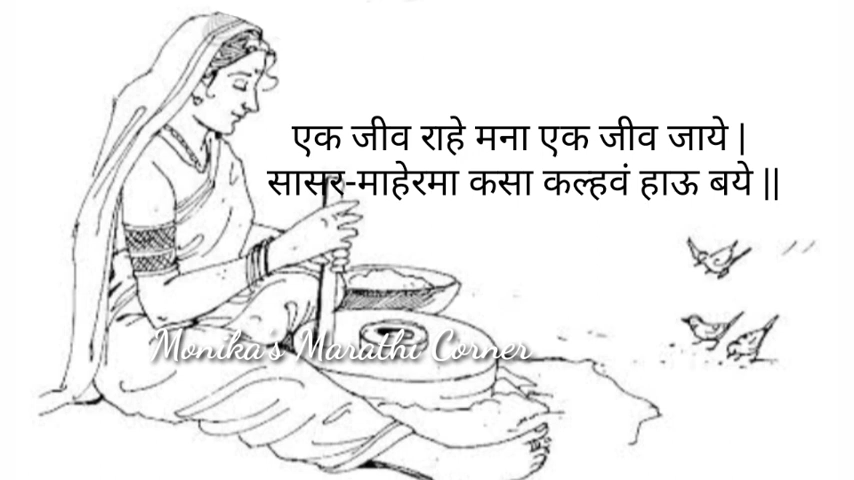 एक जीव राहे मना एक जीव जाये |
सासर-माहेरमा कसा कल्हवं हाऊ बये ||
Monika's Marathi Corner